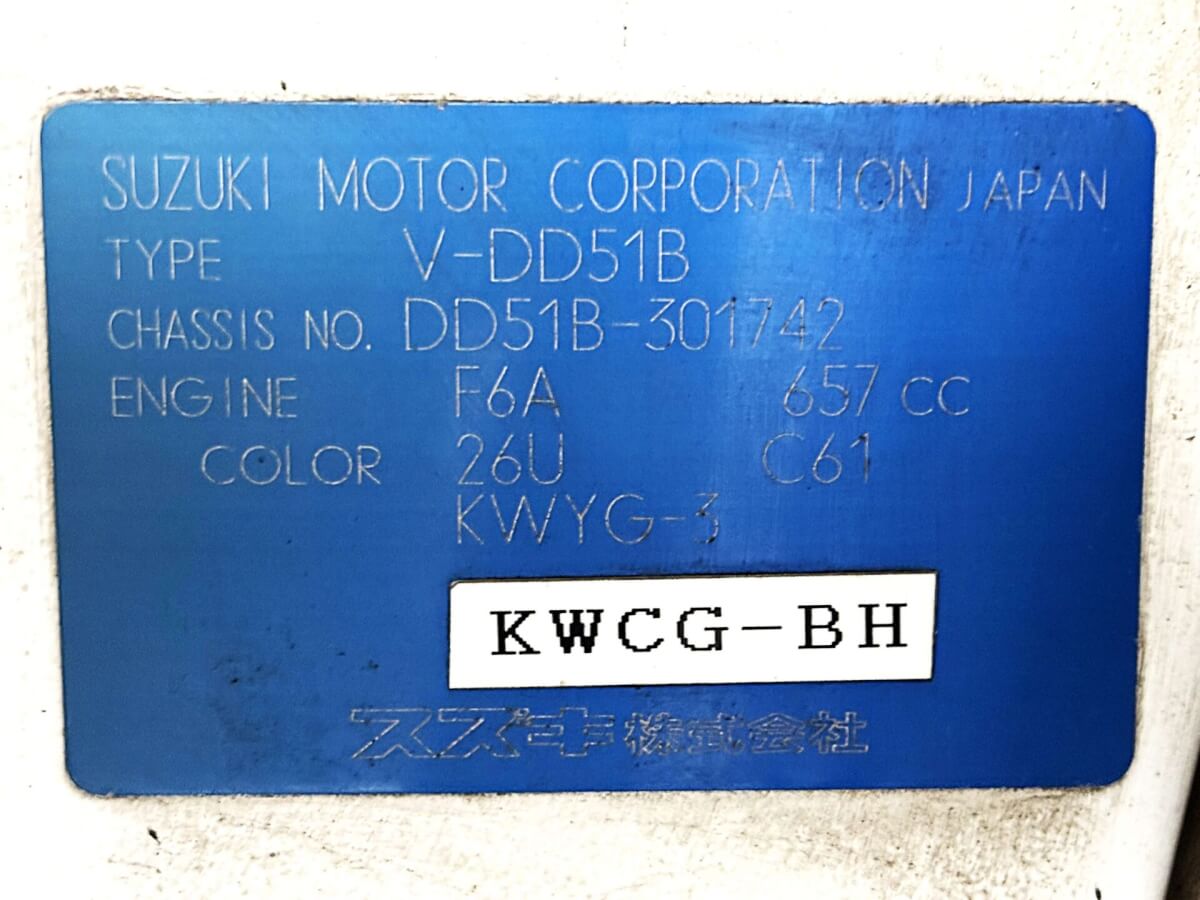 SUZUKI MOTOR CORPORATION JAPAN
TYPE V-DD51B
CHASSIS NO. DD51B-301742
ENGINE F6A 657 CC
COLOR 26U C61
KWYG-3
KWCG-BH
スズキ株式会社